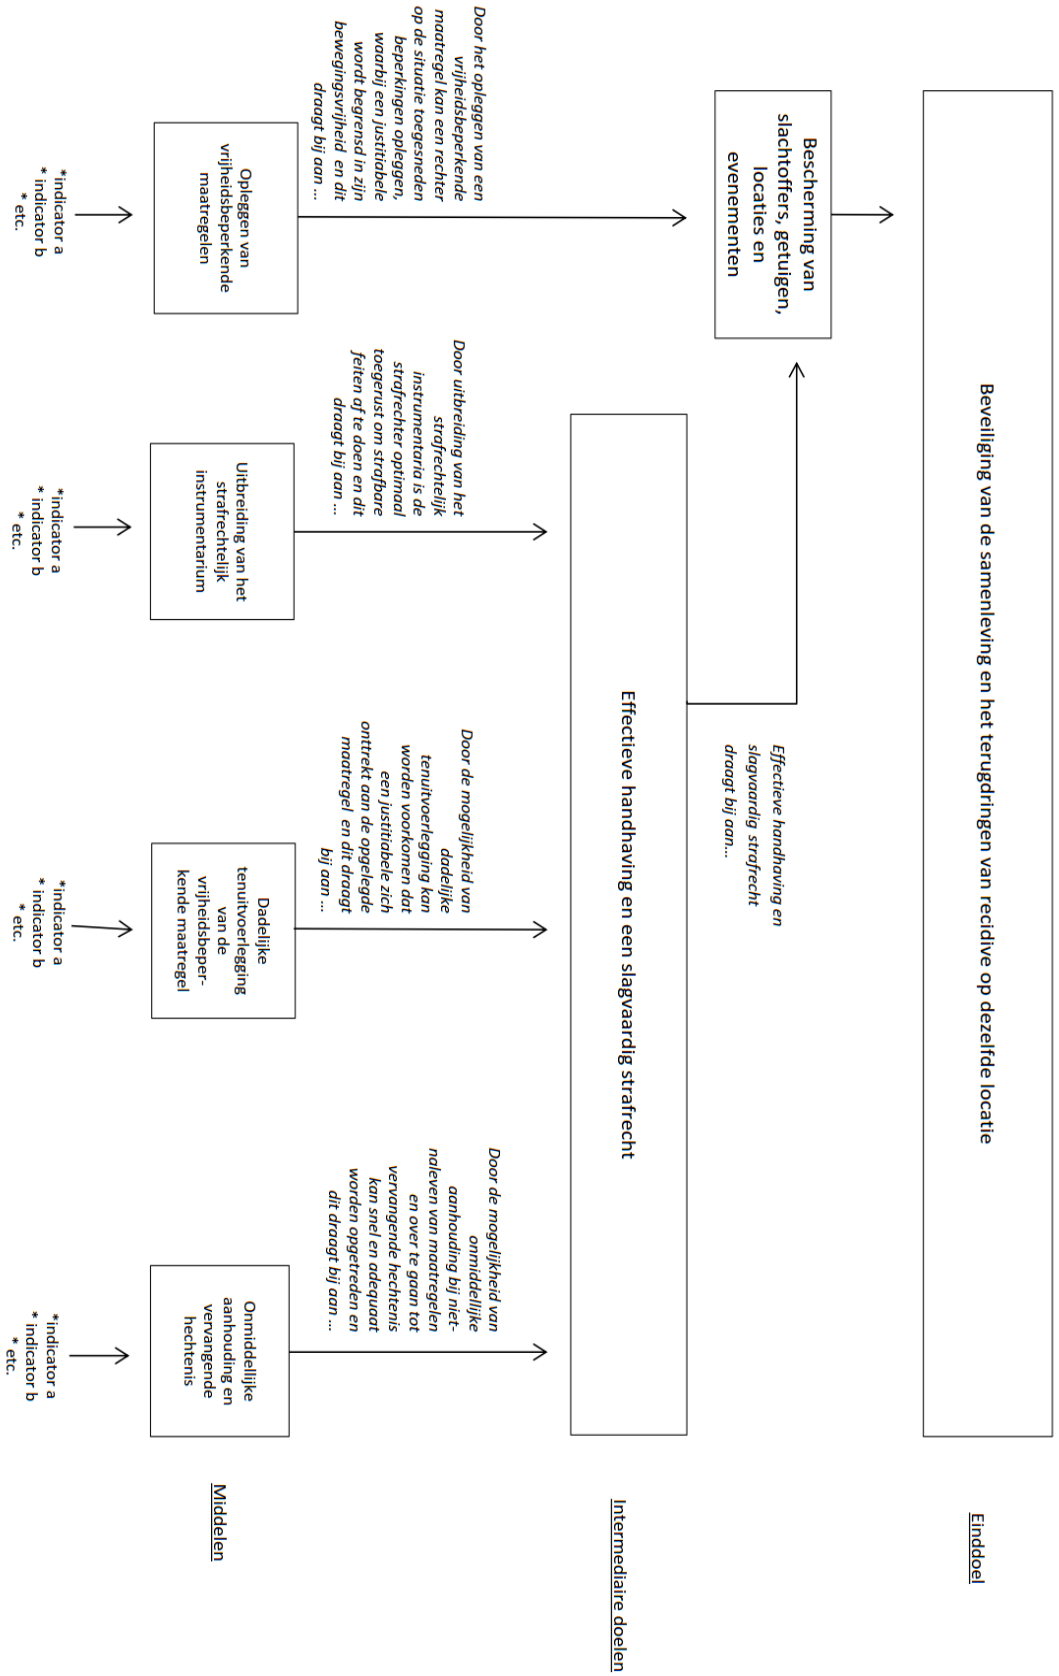 Einddoel
Beveiliging van de samenleving en het terugdringen van recidive op dezelfde locatie
Bescherming van
slachtoffers, getuigen,
locaties en
evenementen
Effectieve handhaving en
slagvaardig strafrecht
draagt bij aan...
Intermediaire doelen
Effectieve handhaving en een slagvaardig strafrecht
Door het opleggen van een
vrijheidsbeperkende
maatregel kan een rechter
op de situatie toegesneden
beperkingen opleggen,
waarbij een justitiabele
wordt begrensd in zijn
bewegingsvrijheid en dit
draagt bij aan ...
Door uitbreiding van het
strafrechtelijk
instrumentaria is de
strafrechter optimaal
toegerust om strafbare
feiten af te doen en dit
draagt bij aan ...
Door de mogelijkheid van
dadelijke
tenuitvoerlegging kan
worden voorkomen dat
een justitiabele zich
onttrekt aan de opgelegde
maatregel en dit draagt
bij aan ...
Door de mogelijkheid van
onmiddellijke
aanhouding bij niet-
naleven van maatregelen
en over te gaan tot
vervangende hechtenis
kan snel en adequaat
worden opgetreden en
dit draagt bij aan ...
Middelen
Opleggen van
vrijheidsbeperkende
maatregelen
Uitbreiding van het
strafrechtelijk
instrumentarium
Dadelijke
tenuitvoerlegging
van de
vrijheidsbeper-
kende maatregel
Onmiddellijke
aanhouding en
vervangende
hechtenis
*indicator a
* indicator b
* etc.
*indicator a
* indicator b
* etc.
*indicator a
* indicator b
* etc.
*indicator a
* indicator b
* etc.